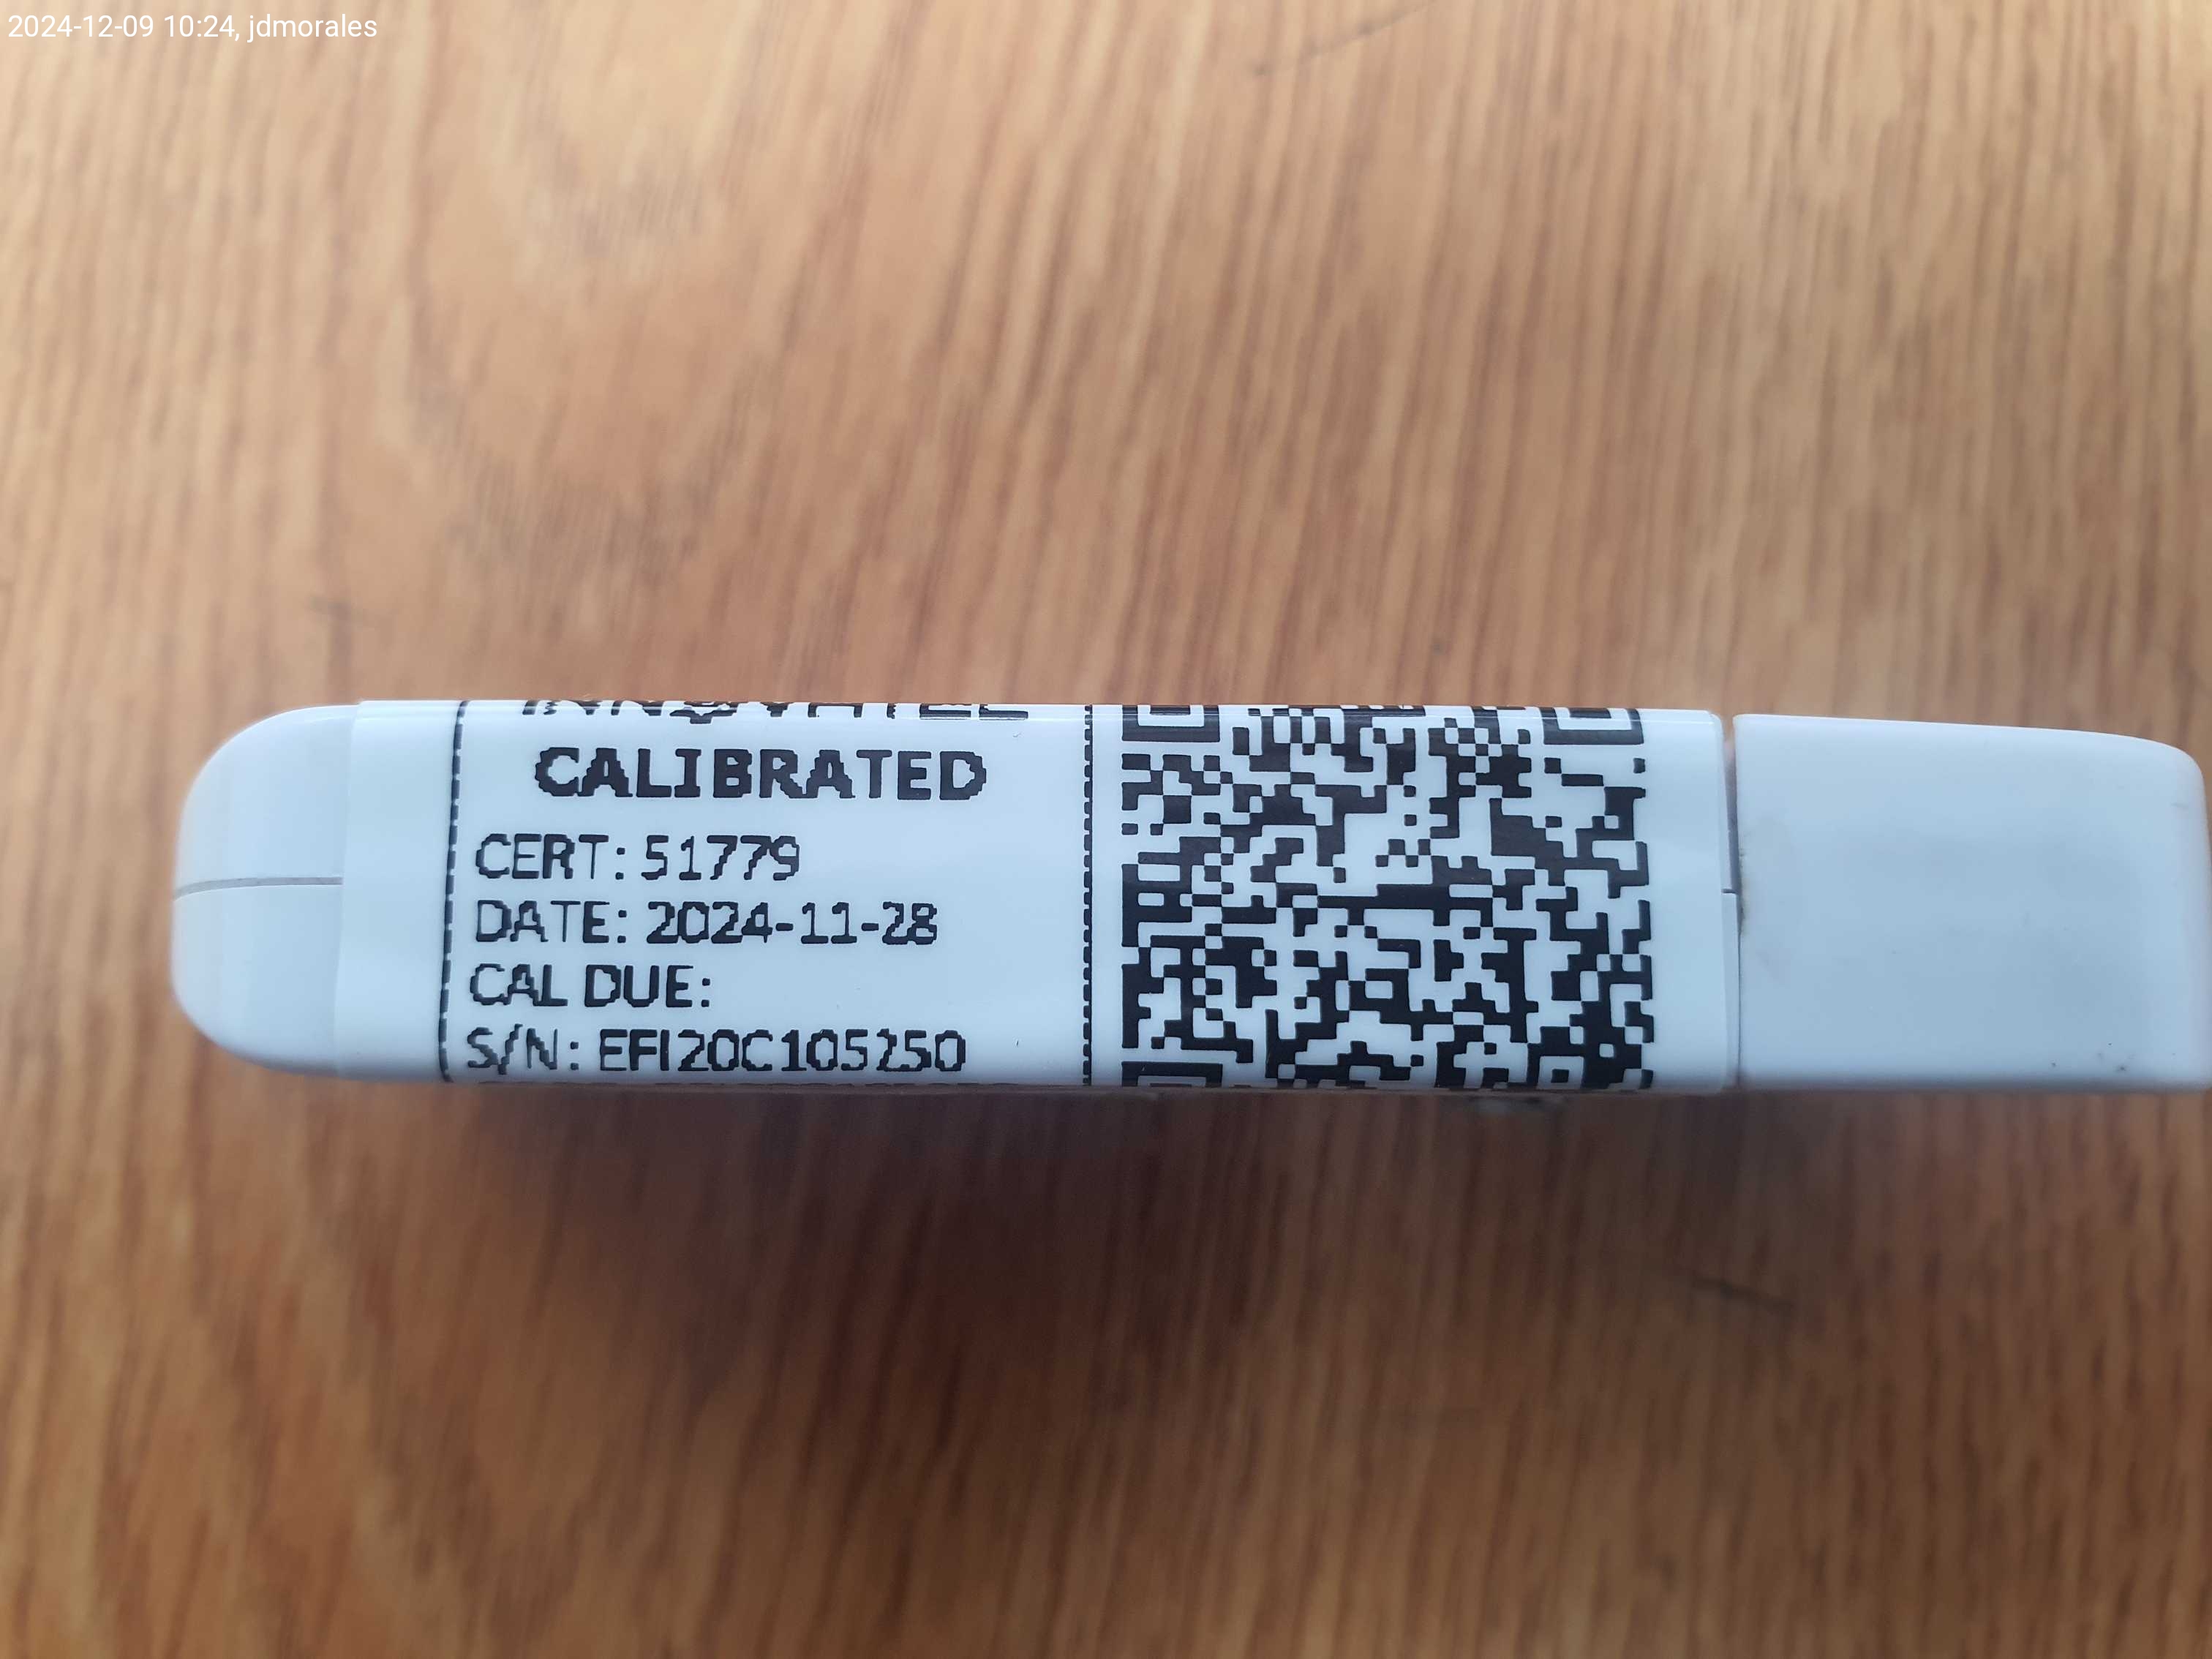 2024-12-09 10:24, jdmorales
CALIBRATED
CERT: 51779
DATE: 2024-11-28
CAL DUE:
S/N: EFI20C105250